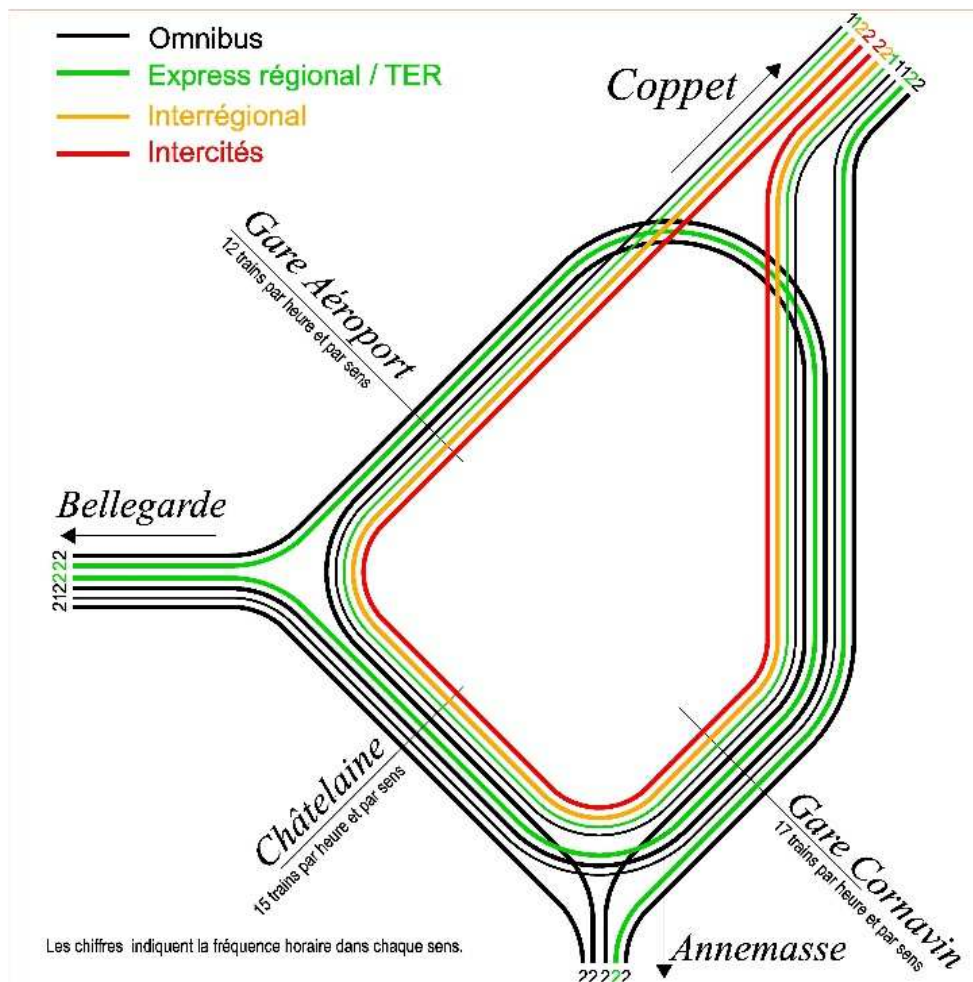 Omnibus
Express régional / TER
Interrégional
Intercités
Coppet
Gare Aéroport
12 trains par heure et par sens
Bellegarde
222
212
Châtelaine
15 trains par heure et par sens
Gare Cornavin
17 trains par heure et par sens
Les chiffres indiquent la fréquence horaire dans chaque sens.
Annemasse